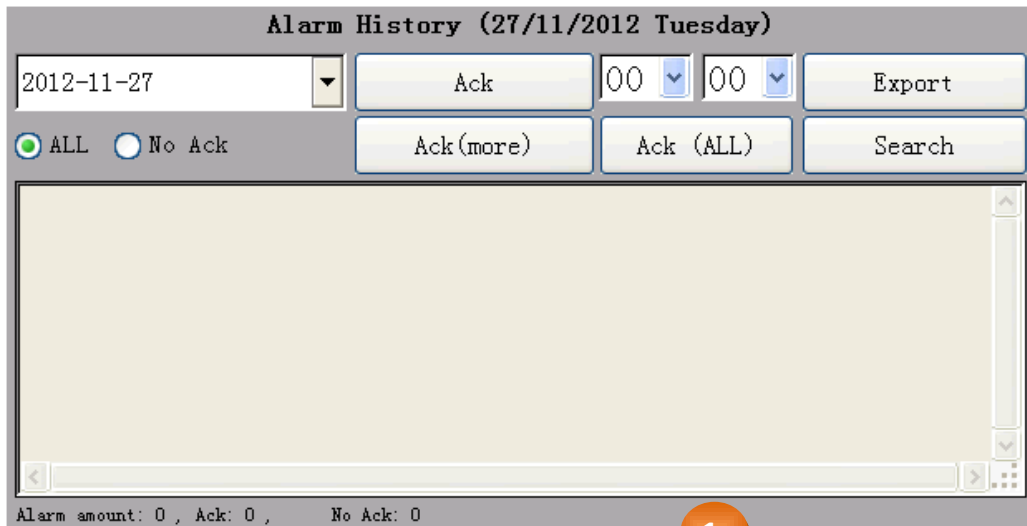 Alarm History (27/11/2012 Tuesday)
2012-11-27 Ack 00 00 Export
ALL No Ack Ack(more) Ack (ALL) Search
Alarm amount: 0 , Ack: 0 , No Ack: 0